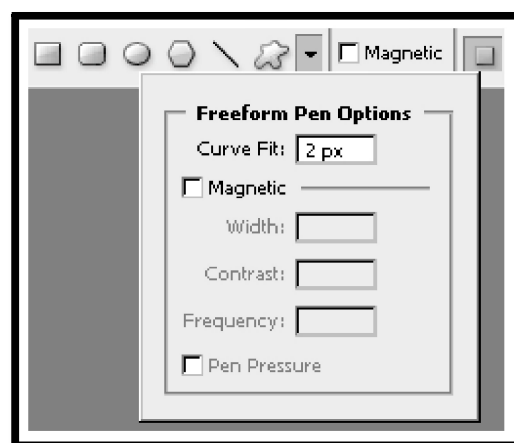 Magnetic
Freeform Pen Options
Curve Fit: 2 px
Magnetic
Width:
Contrast:
Frequency:
Pen Pressure